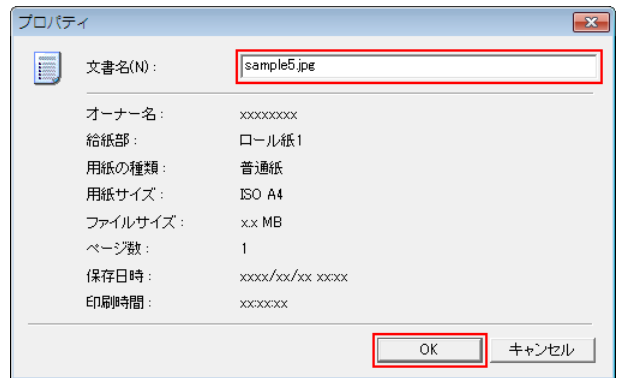 プロパティ
文書名(N) : sample5.jpg
オーナー名 : xxxxxxxx
給紙部 : ロール紙1
用紙の種類 : 普通紙
用紙サイズ : ISO A4
ファイルサイズ : x.x MB
ページ数 : 1
保存日時 : xxxx/xx/xx xx:xx
印刷時間 : xx:xx:xx
OK キャンセル